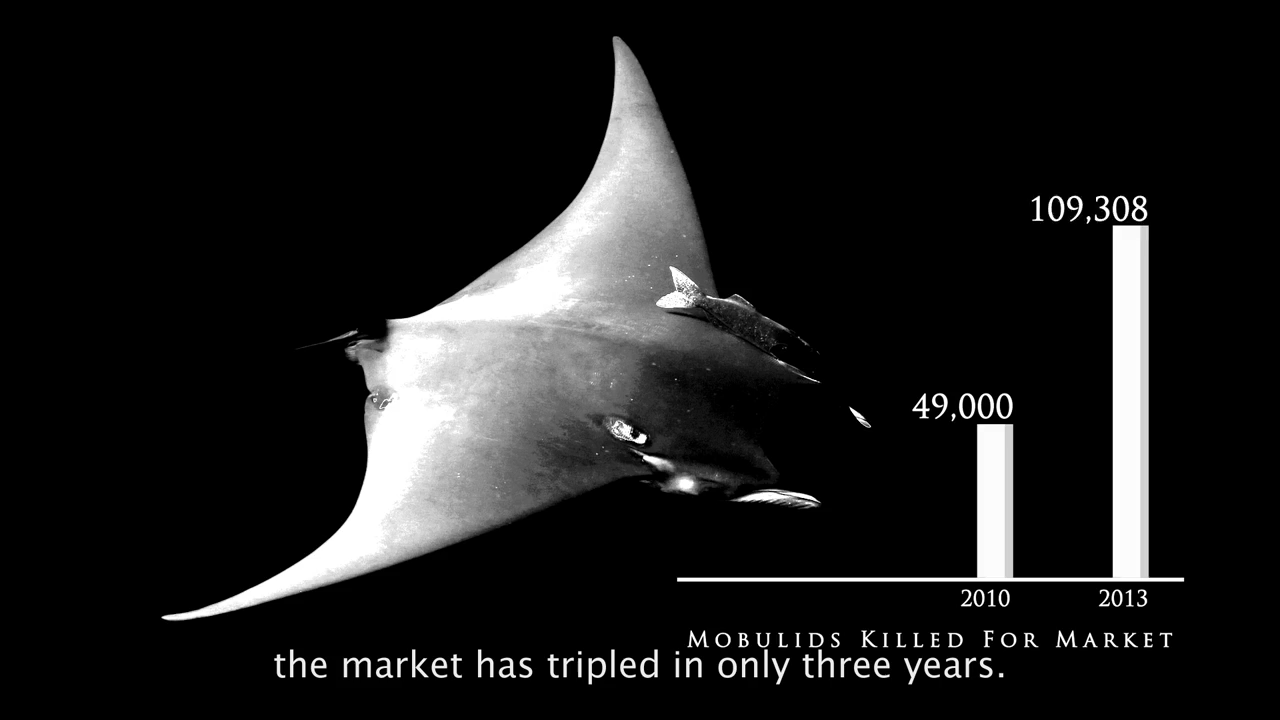 109,308
49,000
2010 2013
MOBULIDS KILLED FOR MARKET
the market has tripled in only three years.